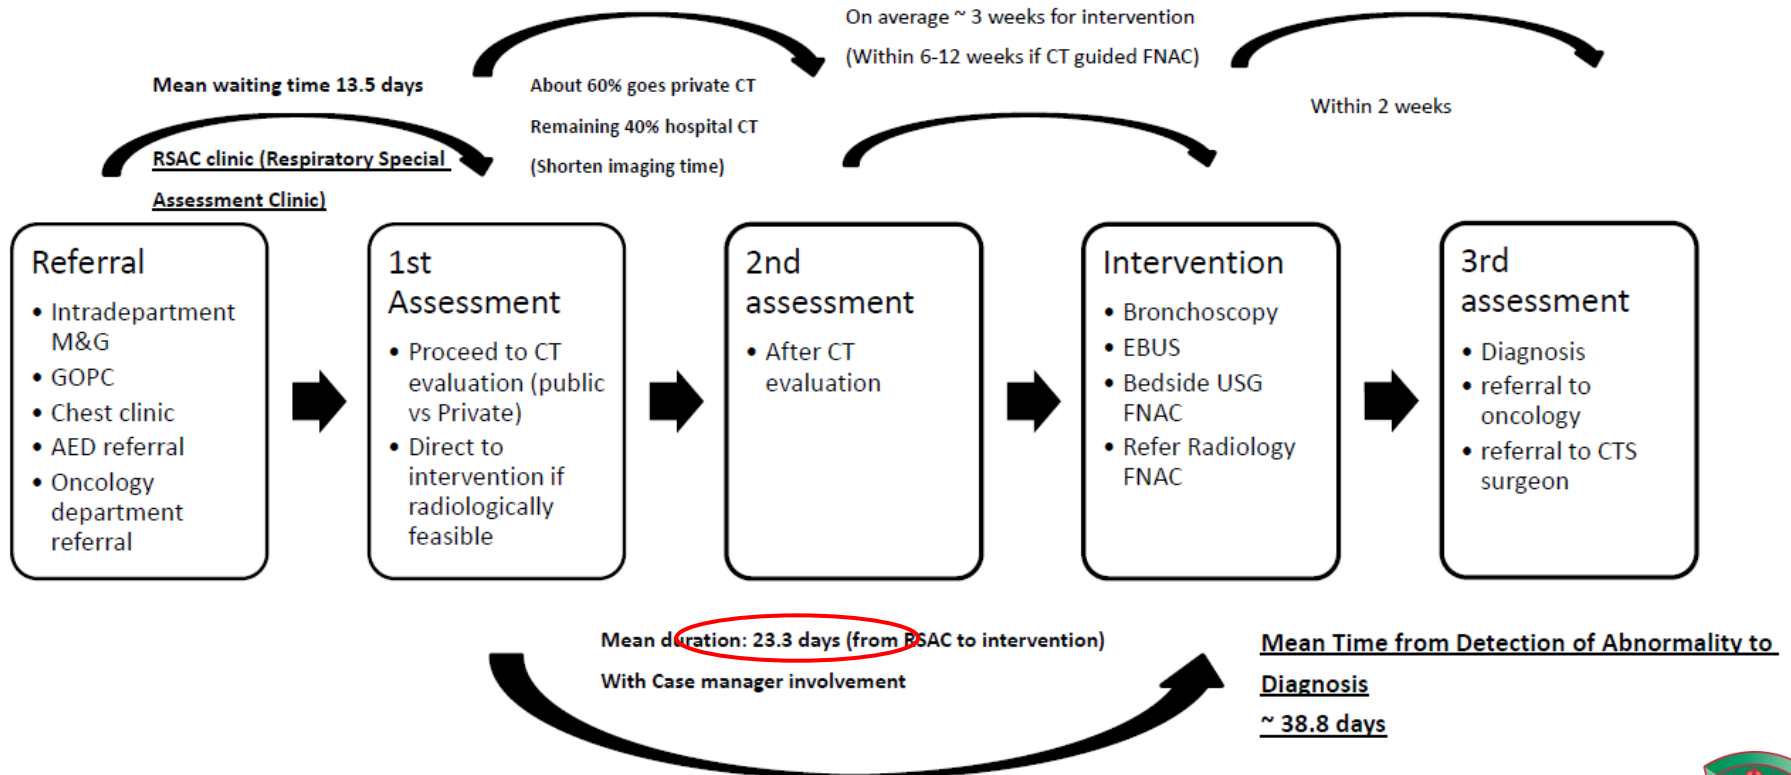 On average ~ 3 weeks for intervention
(Within 6-12 weeks if CT guided FNAC)
Mean waiting time 13.5 days
About 60% goes private CT
Remaining 40% hospital CT
(Shorten imaging time)
Within 2 weeks
RSAC clinic (Respiratory Special
Assessment Clinic)
Referral
• Intradepartment
M&G
• GOPC
• Chest clinic
• AED referral
• Oncology
department
referral
1st
Assessment
• Proceed to CT
evaluation (public
vs Private)
• Direct to
intervention if
radiologically
feasible
2nd
assessment
• After CT
evaluation
Intervention
• Bronchoscopy
• EBUS
• Bedside USG
FNAC
• Refer Radiology
FNAC
3rd
assessment
• Diagnosis
• referral to
oncology
• referral to CTS
surgeon
Mean duration: 23.3 days (from RSAC to intervention)
With Case manager involvement
Mean Time from Detection of Abnormality to
Diagnosis
~ 38.8 days